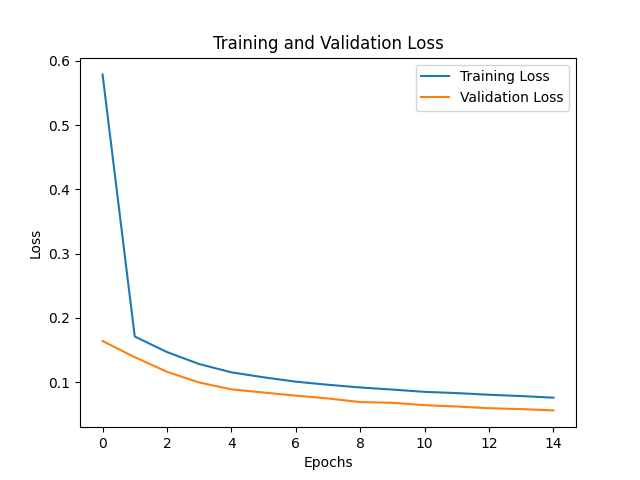 Training and Validation Loss
Training Loss
Validation Loss
0.6
0.5
0.4
0.3
0.2
0.1
Loss
0 2 4 6 8 10 12 14
Epochs